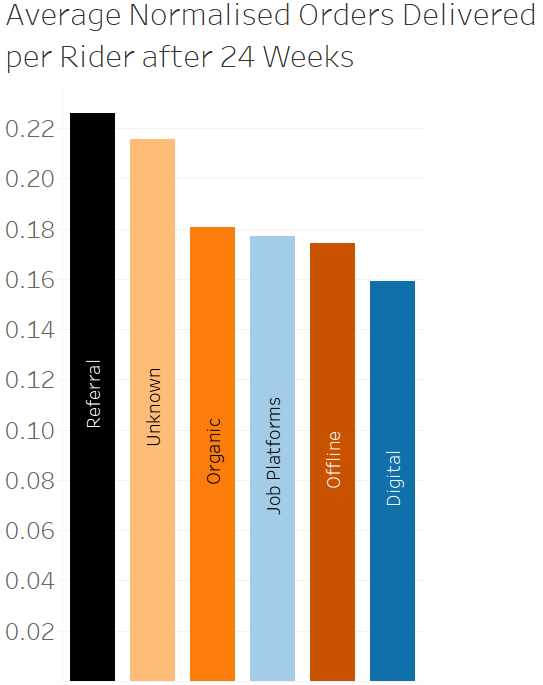 Average Normalised Orders Delivered
per Rider after 24 Weeks
0.22
0.20
0.18
0.16
0.14
0.12
0.10
0.08
0.06
0.04
0.02
Referral
Unknown
Organic
Job Platforms
Offline
Digital